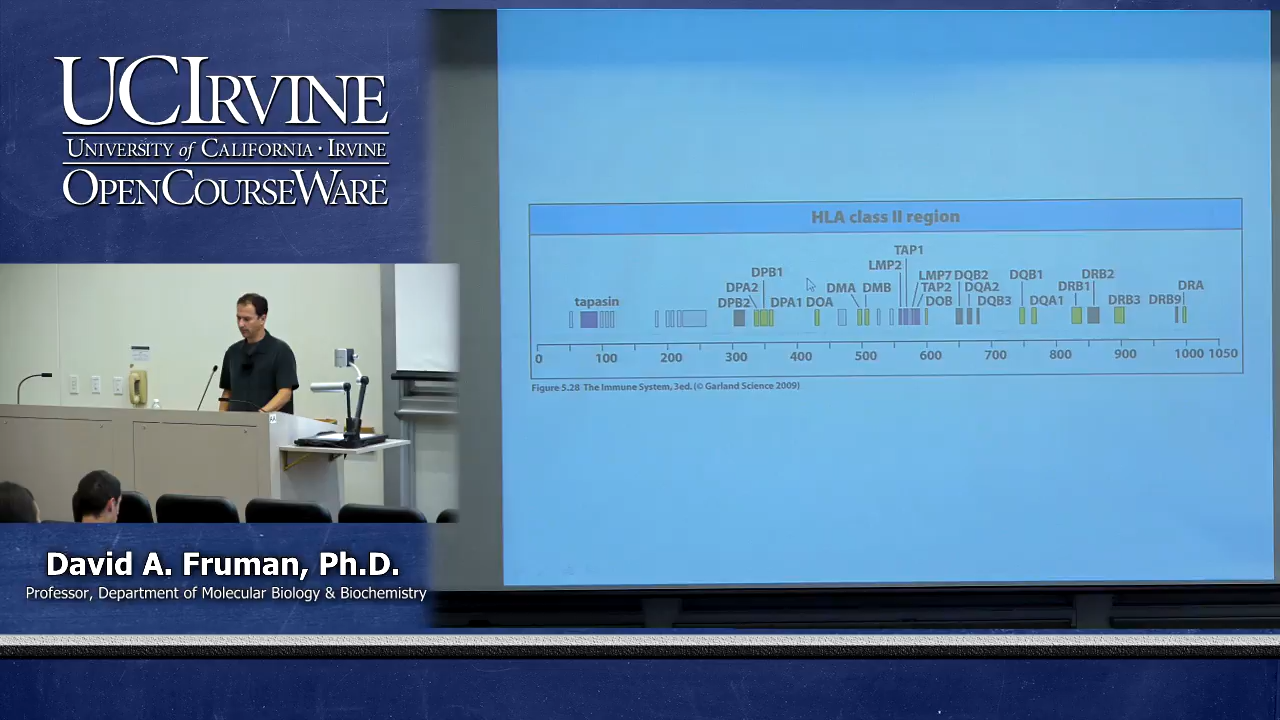 UCIRVINE
UNIVERSITY of CALIFORNIA · IRVINE
OPENCOURSEWARE
HLA class II region
TAP1
LMP2
DPB1
LMP7 DQB2 DQB1 DRB2
DPA2 DMA DMB TAP2 DQA2 DRB1 DRA
tapasin DPB2 DPA1 DOA DOB DQB3 DQA1 DRB3 DRB9
0 100 200 300 400 500 600 700 800 900 1000 1050
Figure 5.28 The Immune System, 3ed. (© Garland Science 2009)
David A. Fruman, Ph.D.
Professor, Department of Molecular Biology & Biochemistry